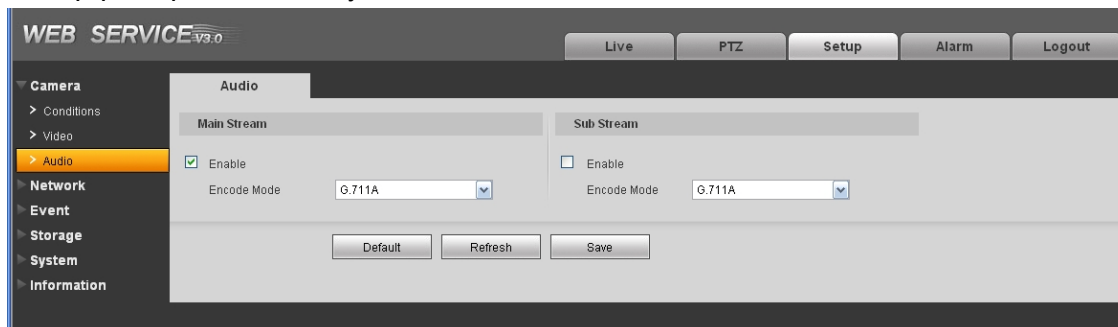 WEB SERVICE V3.0
Live PTZ Setup Alarm Logout
Camera
Conditions
Video
Audio
Network
Event
Storage
System
Information
Audio
Main Stream
Enable
Encode Mode G.711A
Sub Stream
Enable
Encode Mode G.711A
Default Refresh Save